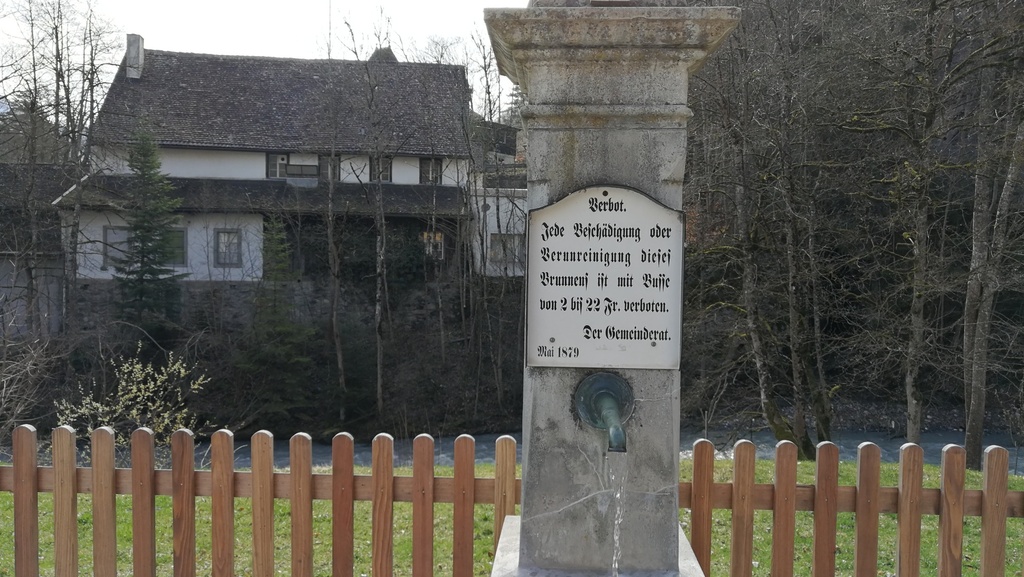 Verbot.
Jede Beschädigung oder
Verunreinigung dieses
Brunnens ist mit Busse
von 2 bis 22 Fr. verboten.
Der Gemeinderat.
Mai 1879